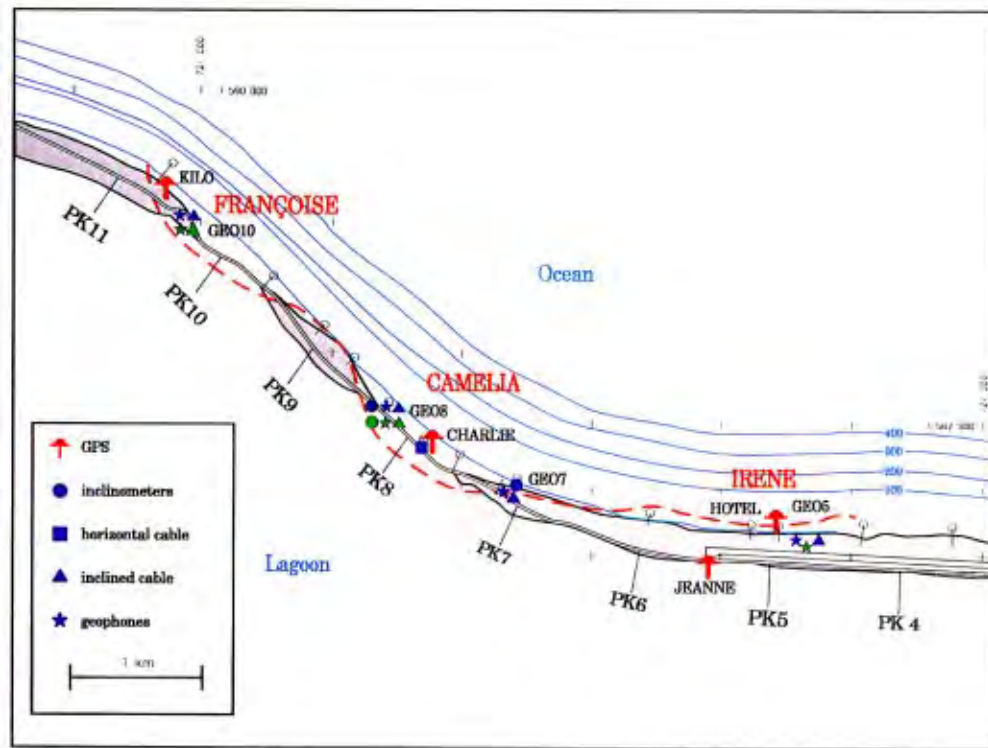 KILO
FRANÇOISE
GEO10
PK11
PK10
Ocean
PK9
CAMELIA
GEO8
CHARLIE
PK8
400
300
200
100
IRENE
GEO7
HOTEL
GEO5
PK7
Lagoon
JEANNE
PK6
PK5
PK 4
GPS
inclinometers
horizontal cable
inclined cable
geophones
1 km